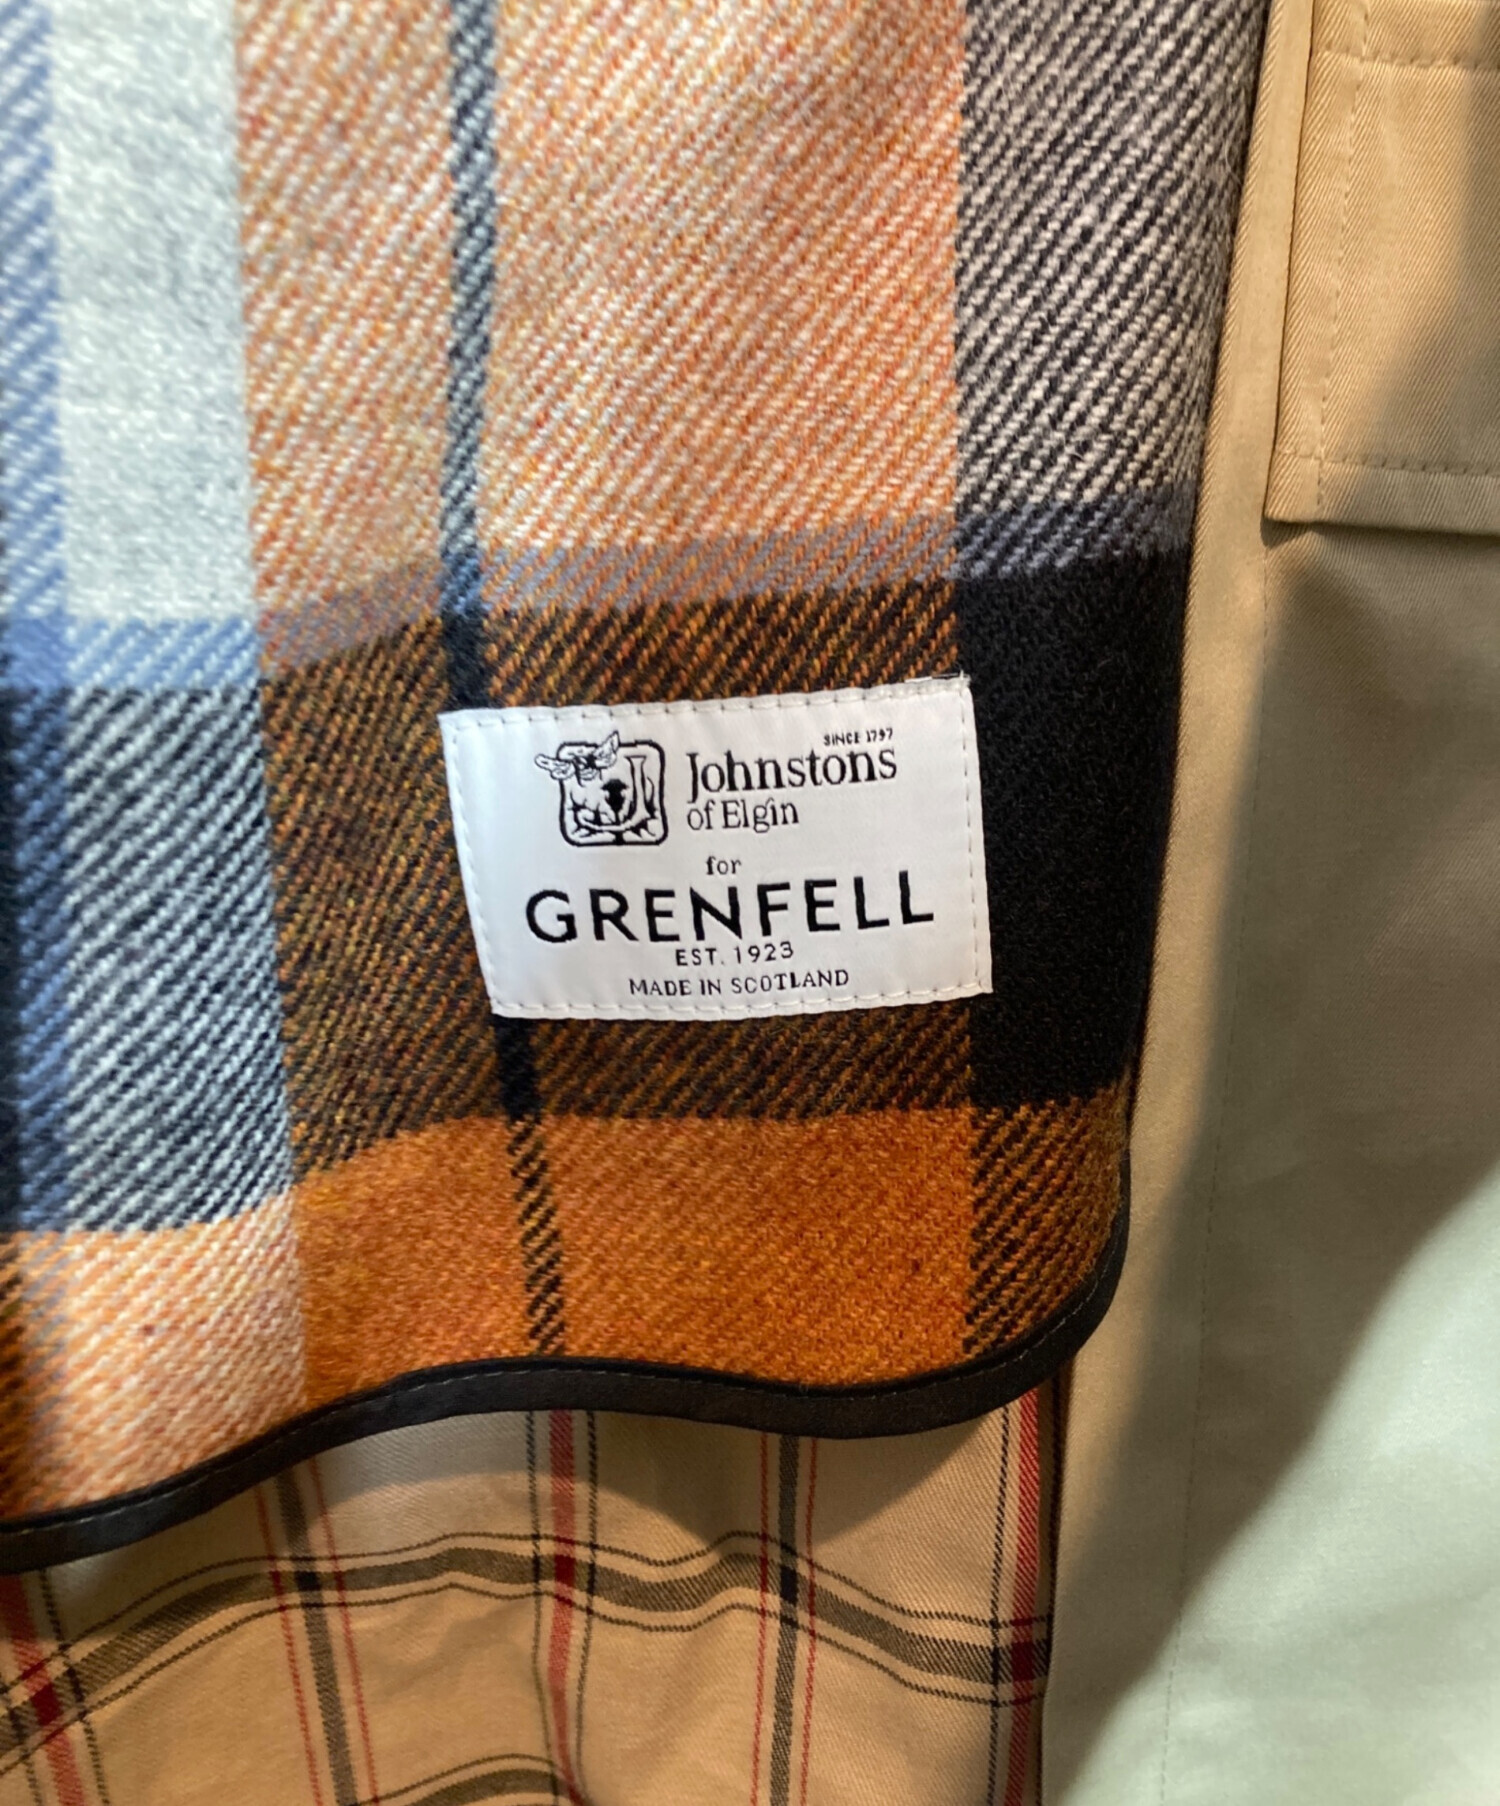 SINCE 1797
Johnstons
of Elgin
for
GRENFELL
EST. 1923
MADE IN SCOTLAND